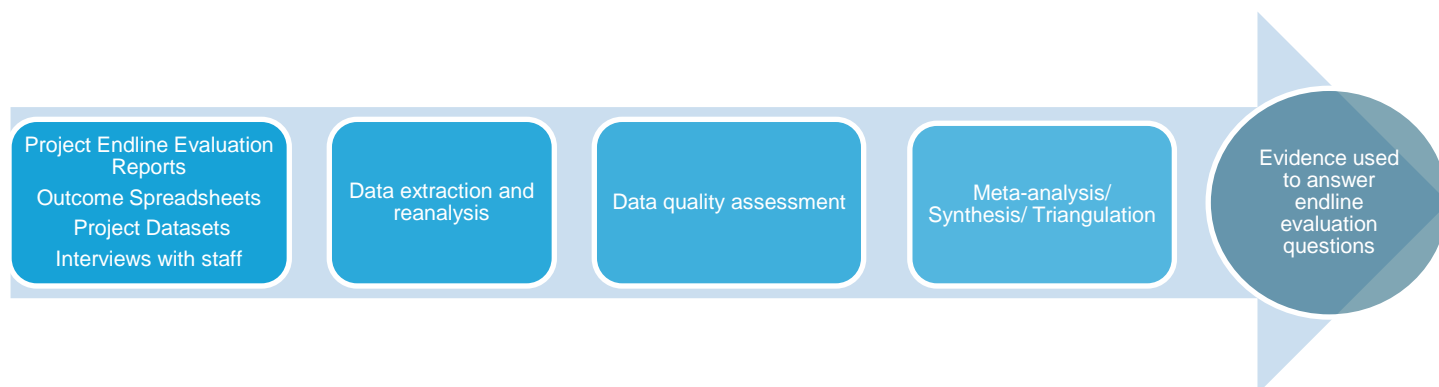 Project Endline Evaluation
Reports
Outcome Spreadsheets
Project Datasets
Interviews with staff
Data extraction and
reanalysis
Data quality assessment
Meta-analysis/
Synthesis/ Triangulation
Evidence used
to answer
endline
evaluation
questions